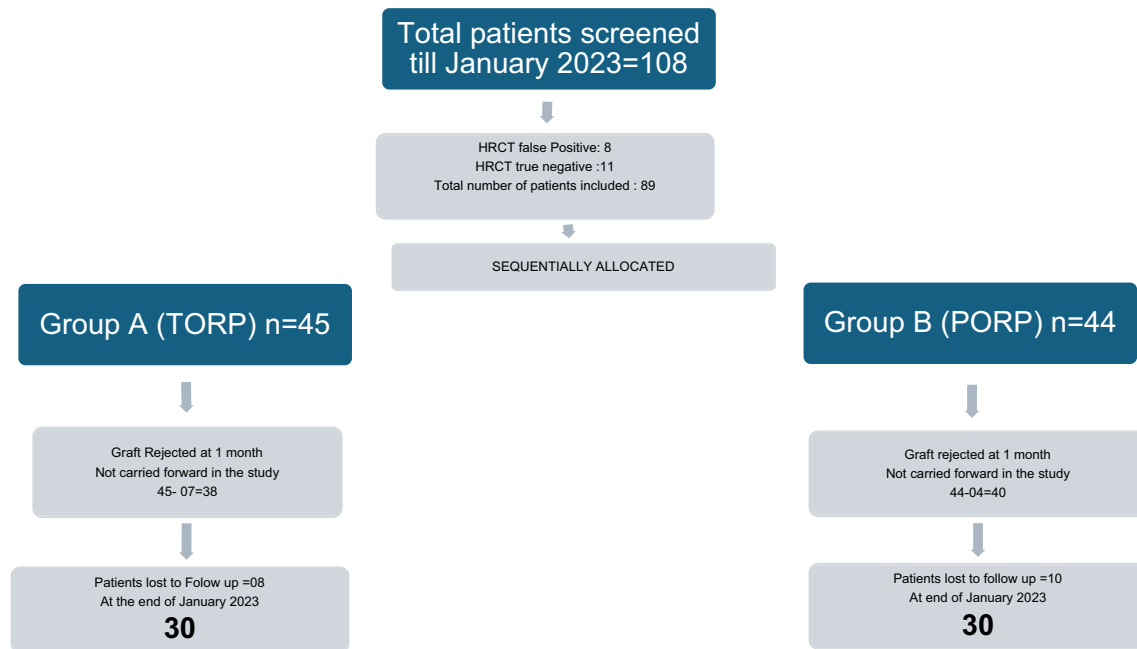 Total patients screened
till January 2023=108
HRCT false Positive: 8
HRCT true negative :11
Total number of patients included : 89
SEQUENTIALLY ALLOCATED
Group A (TORP) n=45
Graft Rejected at 1 month
Not carried forward in the study
45- 07=38
Patients lost to Folow up =08
At the end of January 2023
30
Group B (PORP) n=44
Graft rejected at 1 month
Not carried forward in the study
44-04=40
Patients lost to follow up =10
At end of January 2023
30